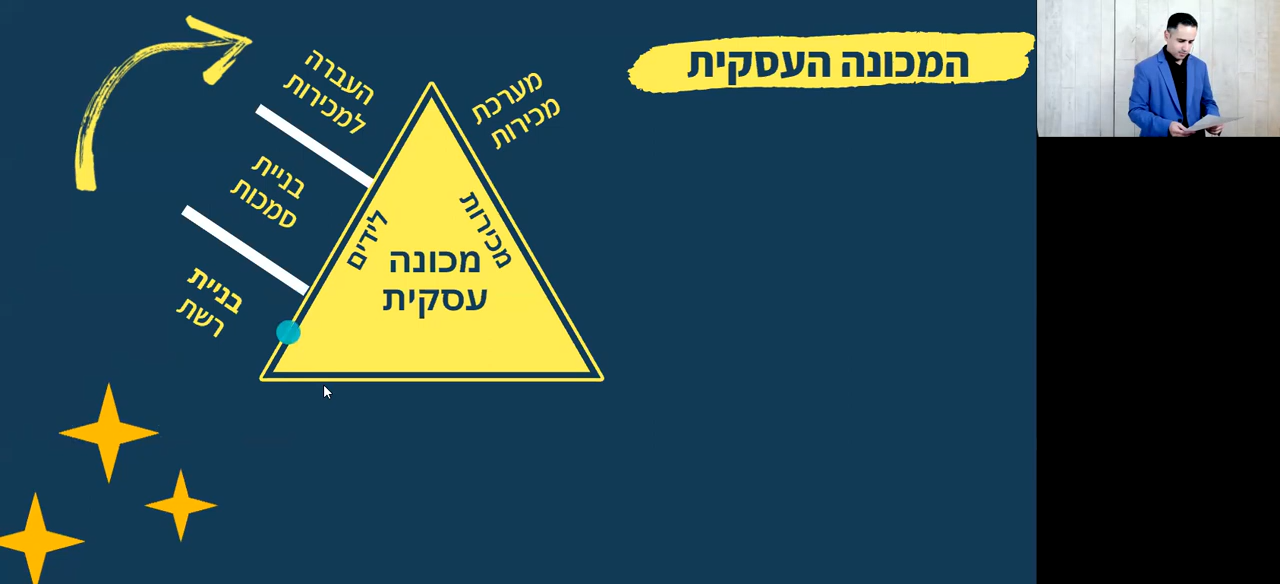 המכונה העסקית
העברה
למכירות
בניית
סמכות
בניית
רשת
מערכת
מכירות
לידים
מכירות
מכונה
עסקית